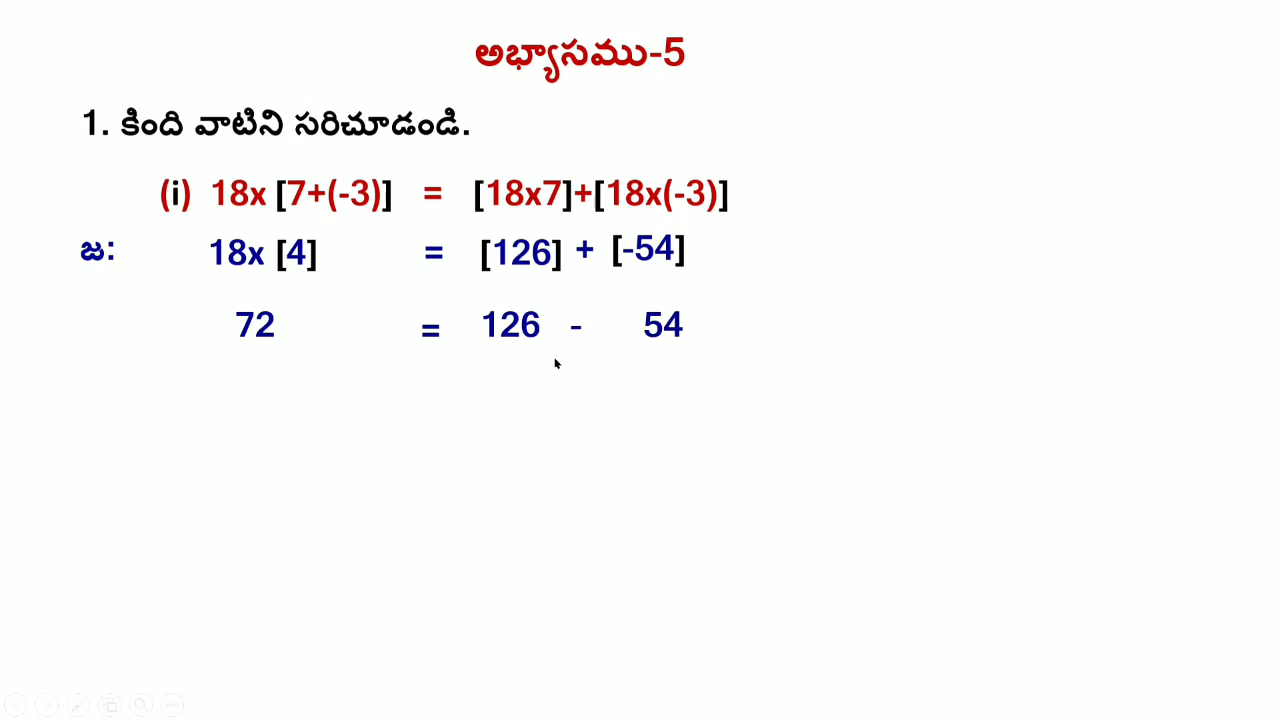 అభ్యాసము-5
1. కింది వాటిని సరిచూడండి.
(i) 18x [7+(-3)] = [18x7]+[18x(-3)]
జ: 18x [4] = [126] + [-54]
72 = 126 - 54